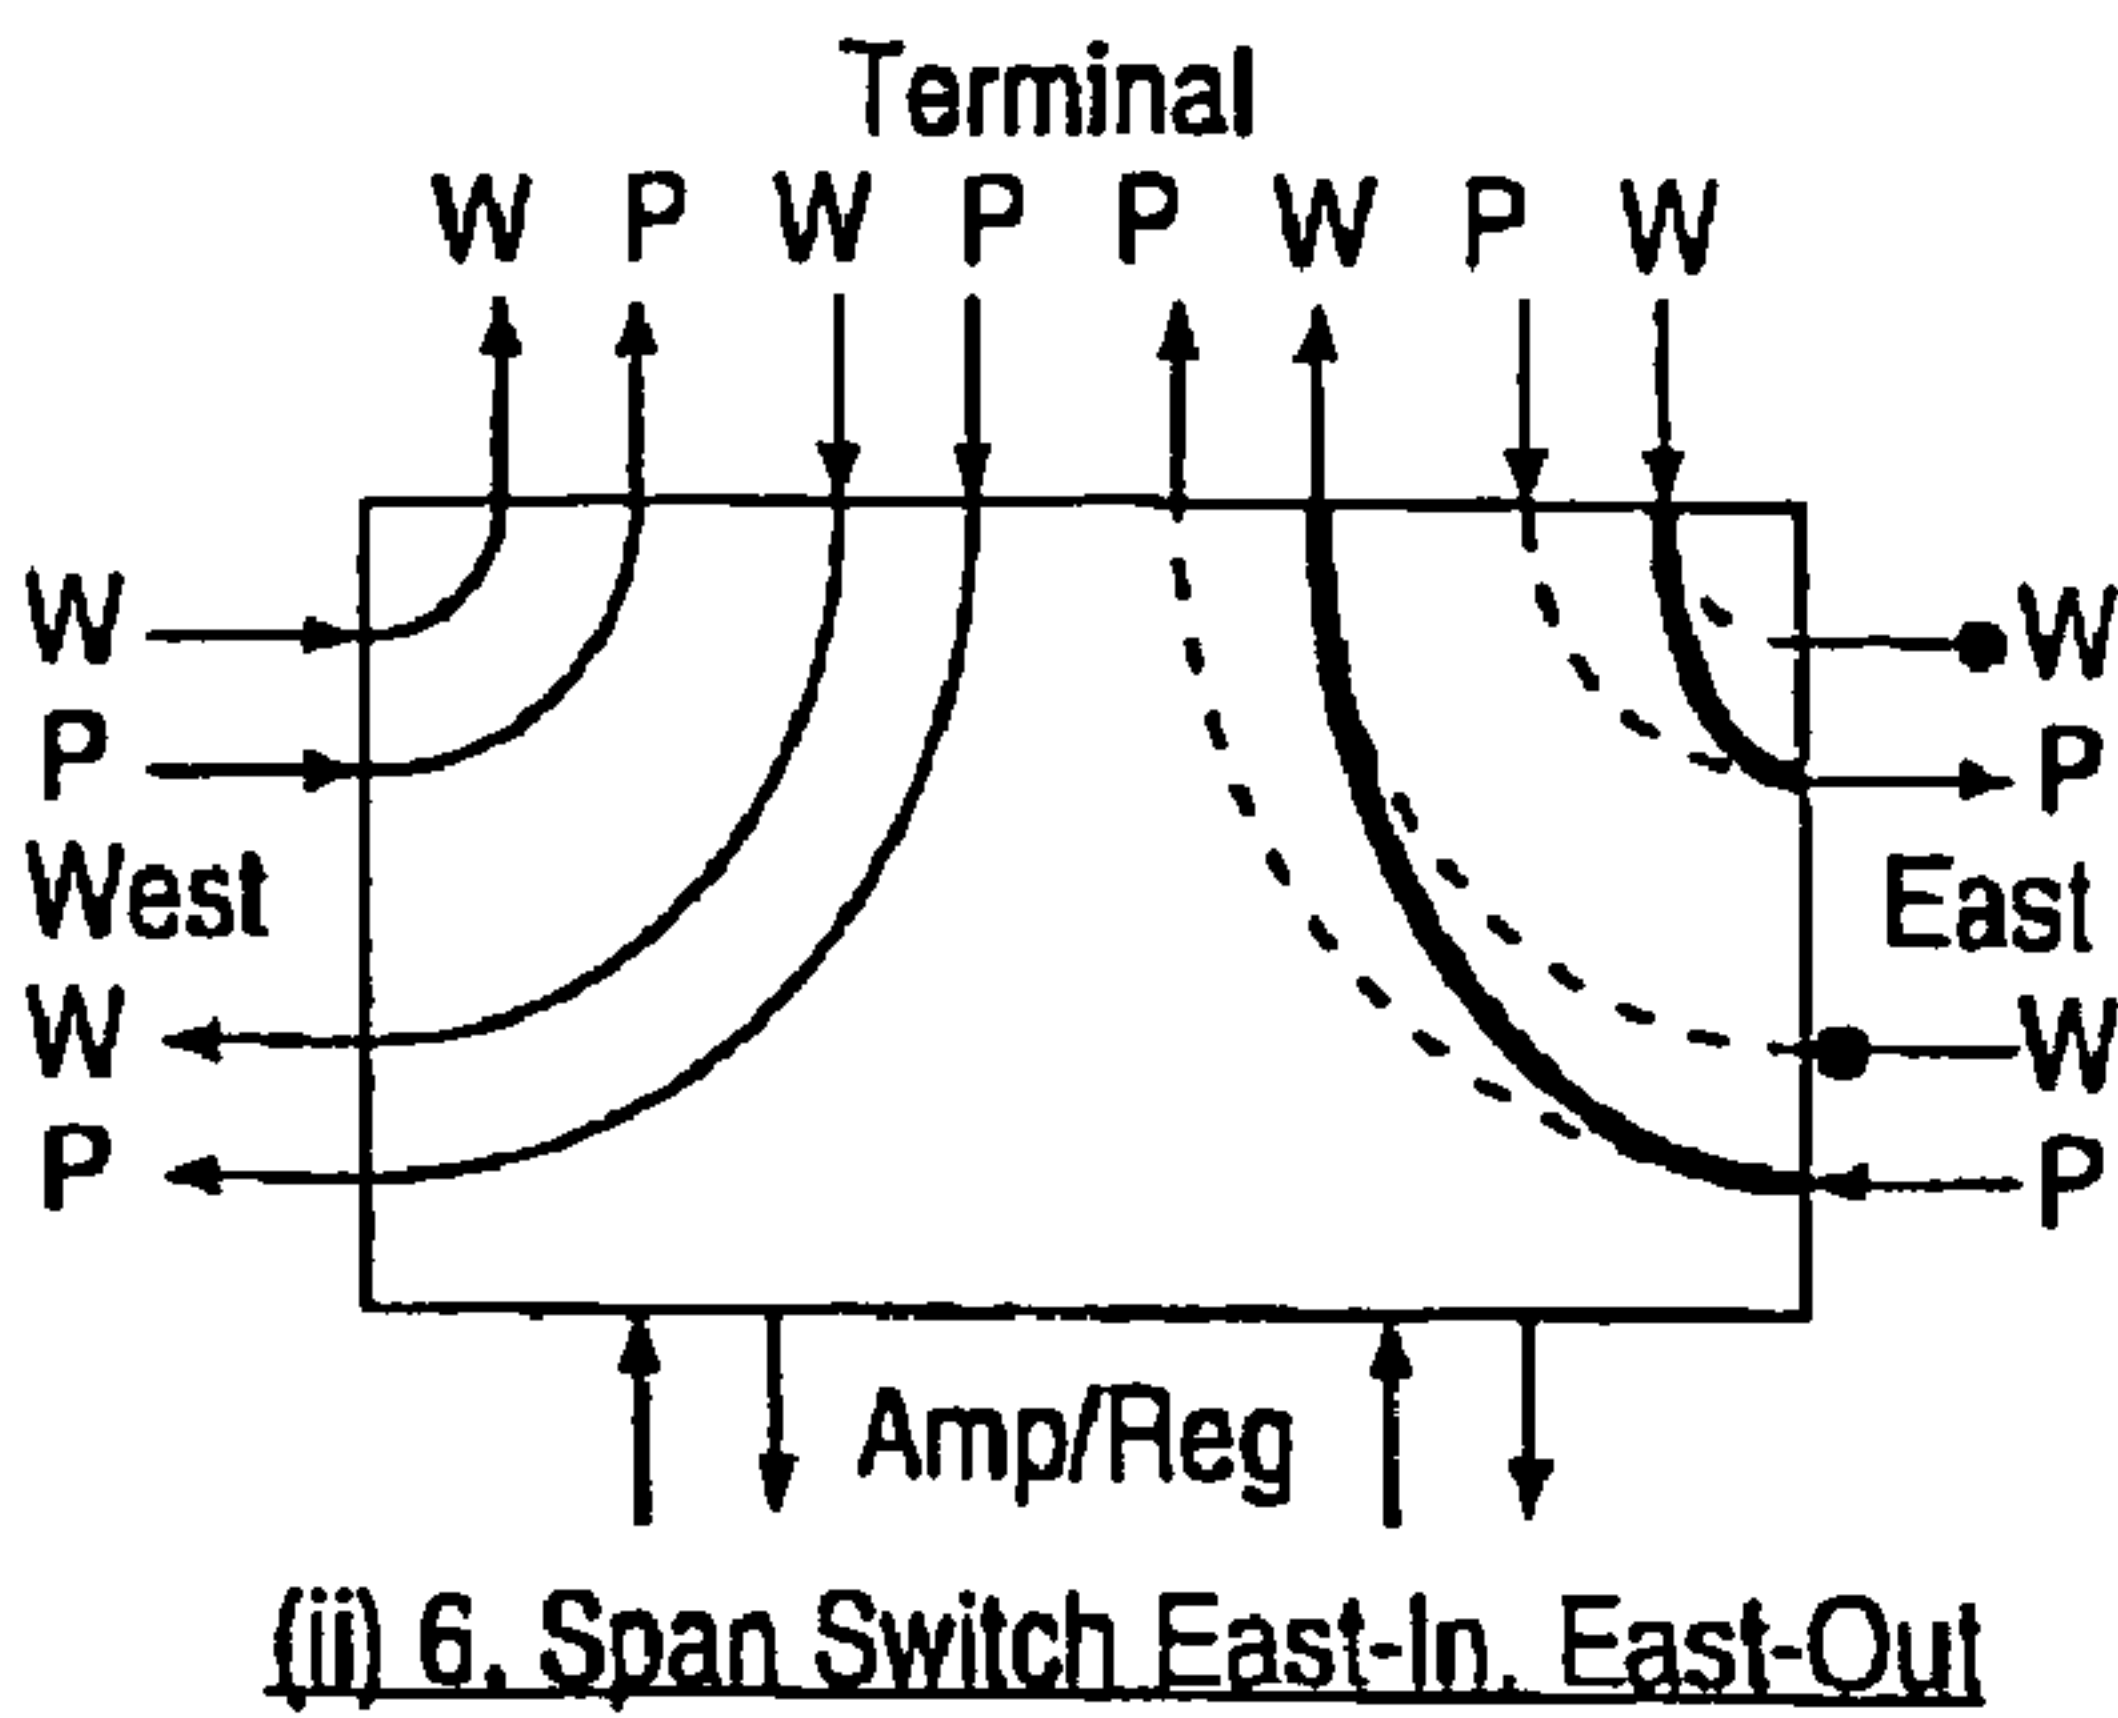 Terminal
W P W P P W P W
W W
P P
West East
W W
P P
Amp/Reg
(ii) 6. Span Switch East-In, East-Out